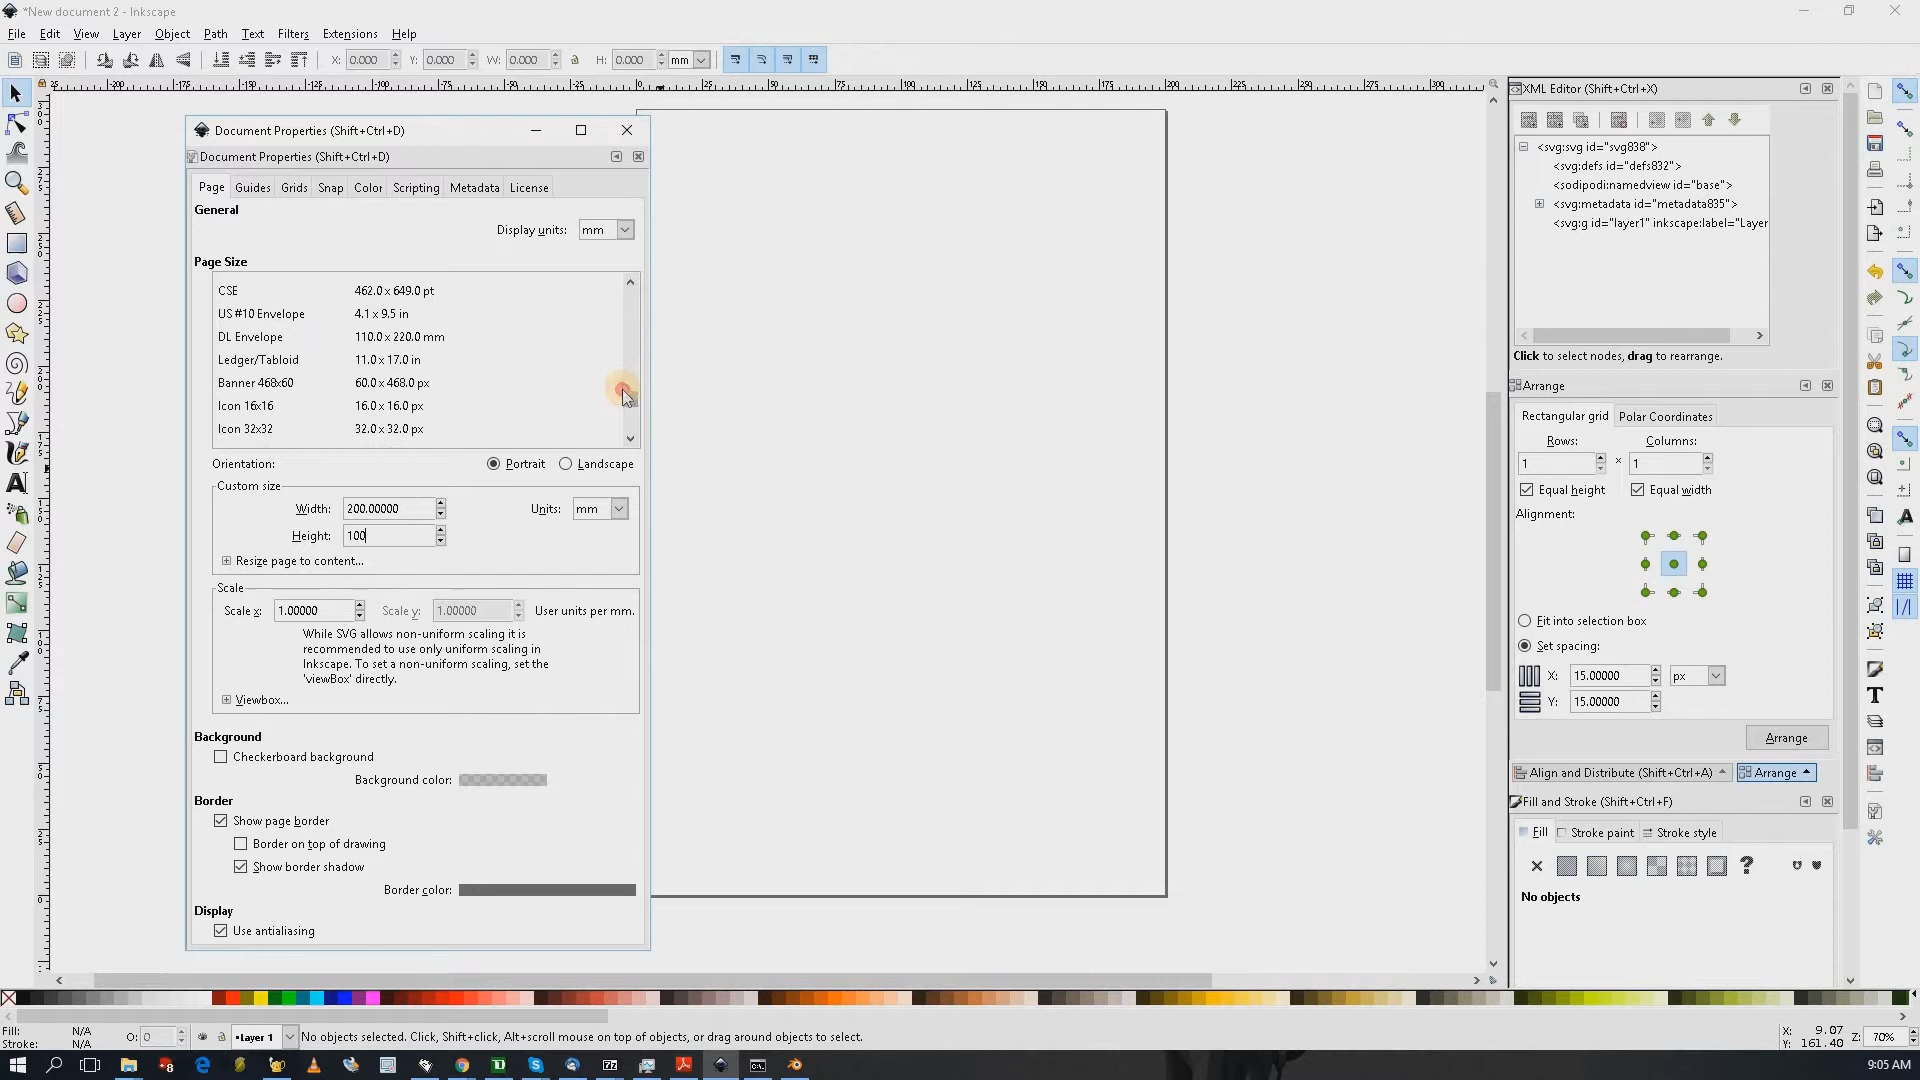 *New document 2 - Inkscape
File Edit View Layer Object Path Text Filters Extensions Help
X: 0.000 Y: 0.000 W: 0.000 H: 0.000 mm
Document Properties (Shift+Ctrl+D)
Document Properties (Shift+Ctrl+D)
Page Guides Grids Snap Color Scripting Metadata License
General
Display units: mm
Page Size
CSE 462.0 x 649.0 pt
US #10 Envelope 4.1 x 9.5 in
DL Envelope 110.0 x 220.0 mm
Ledger/Tabloid 11.0 x 17.0 in
Banner 468x60 60.0 x 468.0 px
Icon 16x16 16.0 x 16.0 px
Icon 32x32 32.0 x 32.0 px
Orientation: Portrait Landscape
Custom size
Width: 200.00000 Units: mm
Height: 100
Resize page to content...
Scale
Scale x: 1.00000 Scale y: 1.00000 User units per mm.
While SVG allows non-uniform scaling it is
recommended to use only uniform scaling in
Inkscape. To set a non-uniform scaling, set the
'viewBox' directly.
Viewbox...
Background
Checkerboard background
Background color:
Border
Show page border
Border on top of drawing
Show border shadow
Border color:
Display
Use antialiasing
XML Editor (Shift+Ctrl+X)
<svg:svg id="svg838">
<svg:defs id="defs832">
<sodipodi:namedview id="base">
<svg:metadata id="metadata835">
<svg:g id="layer1" inkscape:label="Layer
Click to select nodes, drag to rearrange.
Arrange
Rectangular grid Polar Coordinates
Rows: Columns:
1 × 1
Equal height Equal width
Alignment:
Fit into selection box
Set spacing:
X: 15.00000 px
Y: 15.00000
Arrange
Align and Distribute (Shift+Ctrl+A) Arrange
Fill and Stroke (Shift+Ctrl+F)
Fill Stroke paint Stroke style
No objects
Fill: N/A
Stroke: N/A
O: 0
•Layer 1
No objects selected. Click, Shift+click, Alt+scroll mouse on top of objects, or drag around objects to select.
X: 9.07
Y: 161.40
Z: 70%
9:05 AM